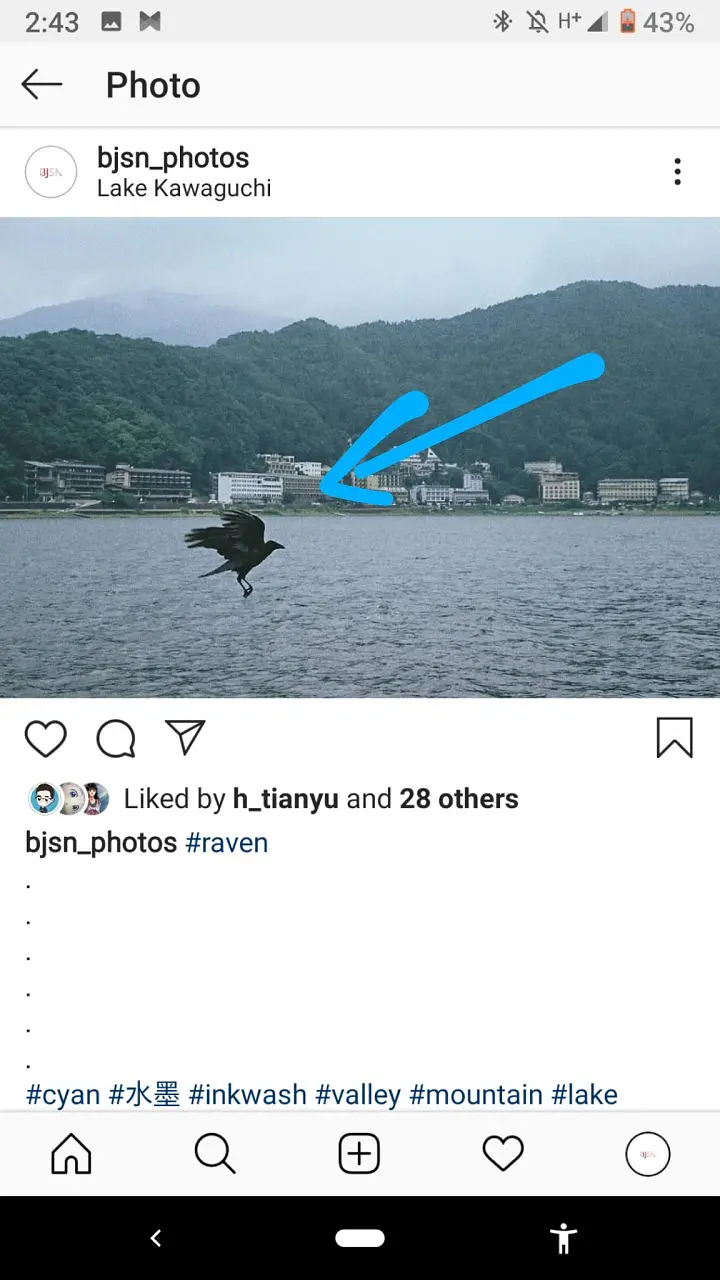 2:43 H+ 43%
Photo
BJSN bjsn_photos
Lake Kawaguchi
Liked by h_tianyu and 28 others
bjsn_photos #raven
.
.
.
.
.
.
#cyan #水墨 #inkwash #valley #mountain #lake
BJSN